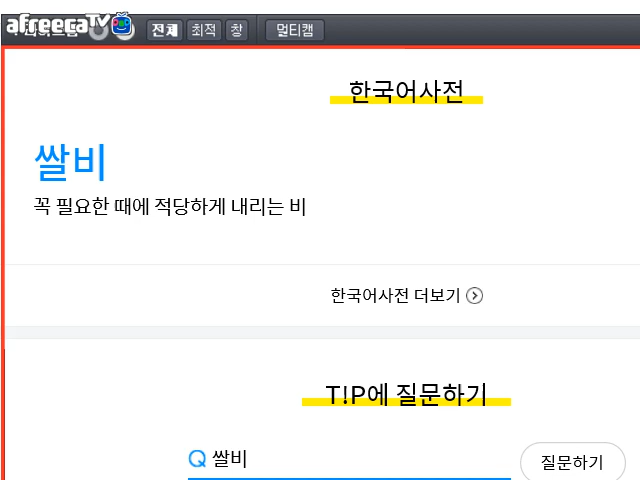 afreecaTV
전체 최적 창 멀티캠
한국어사전
쌀비
꼭 필요한 때에 적당하게 내리는 비
한국어사전 더보기
T!P에 질문하기
Q 쌀비
질문하기